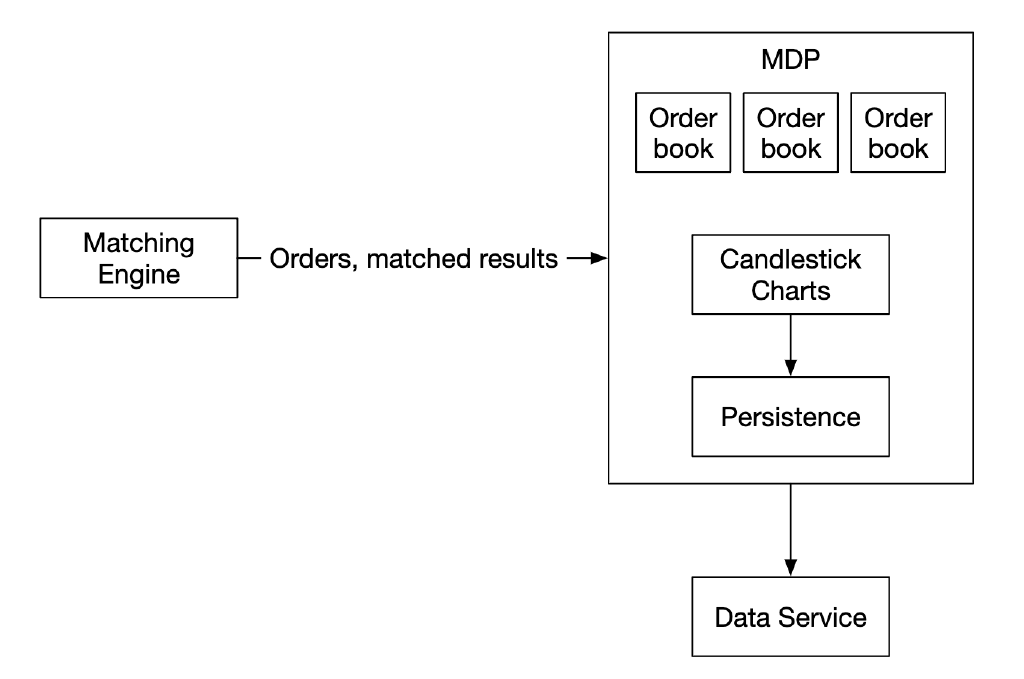 MDP
Order
book
Order
book
Order
book
Matching
Engine
Orders, matched results
Candlestick
Charts
Persistence
Data Service